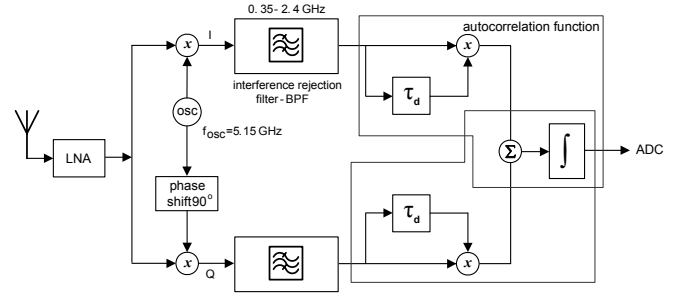 0.35-2.4 GHz
autocorrelation function
x
I
x
interference rejection
filter-BPF
τd
osc
fosc=5.15 GHz
LNA
Σ
∫
ADC
phase
shift90°
τd
x
Q
x